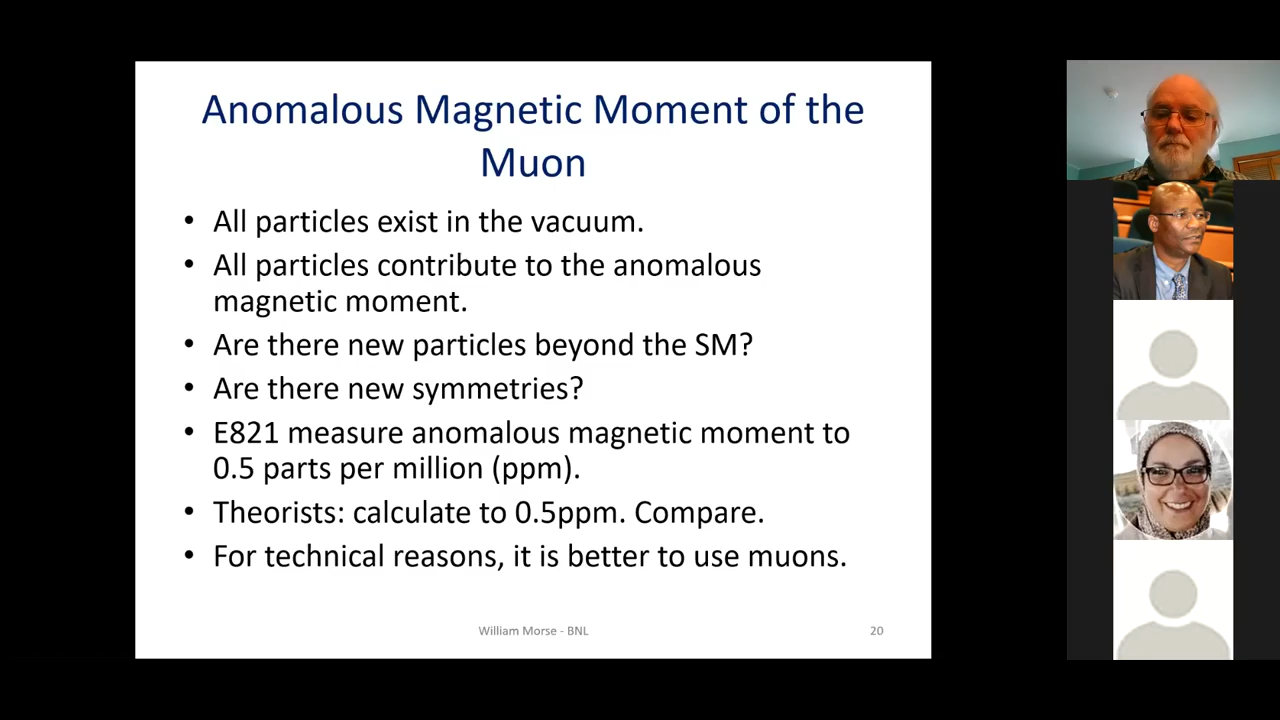 Anomalous Magnetic Moment of the
Muon
• All particles exist in the vacuum.
• All particles contribute to the anomalous
magnetic moment.
• Are there new particles beyond the SM?
• Are there new symmetries?
• E821 measure anomalous magnetic moment to
0.5 parts per million (ppm).
• Theorists: calculate to 0.5ppm. Compare.
• For technical reasons, it is better to use muons.
William Morse - BNL
20